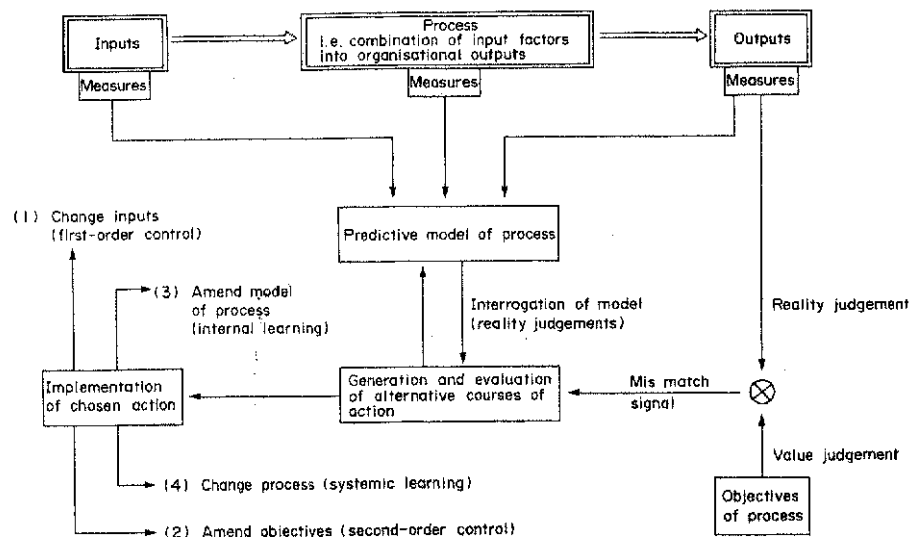 Process
Inputs
i.e. combination of input factors
into organisational outputs
Outputs
Measures
Measures
Measures
(1) Change inputs
(first-order control)
Predictive model of process
(3) Amend model
of process
(internal learning)
Interrogation of model
(reality judgements)
Reality judgement
Implementation
of chosen action
Generation and evaluation
of alternative courses of
action
Mis match
signal
Value judgement
(4) Change process (systemic learning)
Objectives
of process
(2) Amend objectives (second-order control)